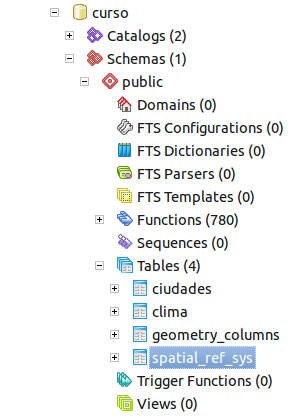 curso
Catalogs (2)
Schemas (1)
public
Domains (0)
FTS Configurations (0)
FTS Dictionaries (0)
FTS Parsers (0)
FTS Templates (0)
Functions (780)
Sequences (0)
Tables (4)
ciudades
clima
geometry_columns
spatial_ref_sys
Trigger Functions (0)
Views (0)